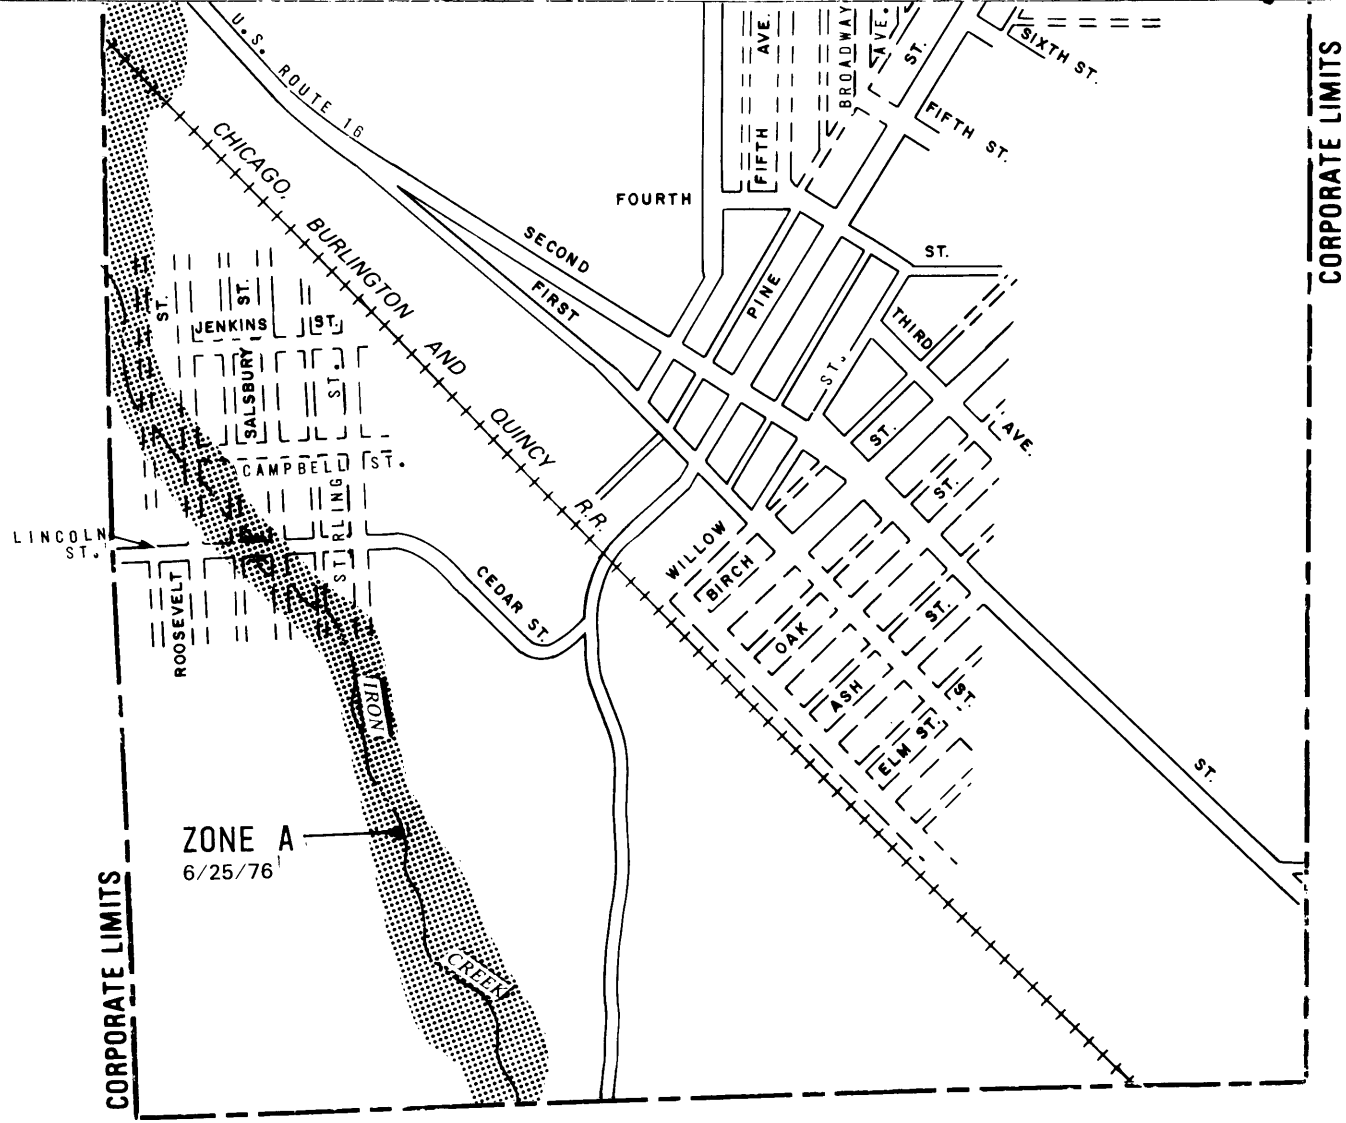 U.S. ROUTE 16
AVE.
BROADWAY
AVE.
ST.
SIXTH ST.
CORPORATE LIMITS
FIFTH ST.
FIFTH
CHICAGO,
BURLINGTON
AND
QUINCY
R.R.
FOURTH
ST.
SECOND
FIRST
PINE
ST.
THIRD
AVE.
ST.
ST.
ST.
JENKINS
ST.
SALSBURY
ST.
CAMPBELL
ST.
STIRLING
LINCOLN
ST.
ROOSEVELT
CEDAR ST.
WILLOW
BIRCH
ST.
OAK
ST.
ASH
ELM ST.
ST.
IRON
ZONE A
6/25/76
CREEK
CORPORATE LIMITS